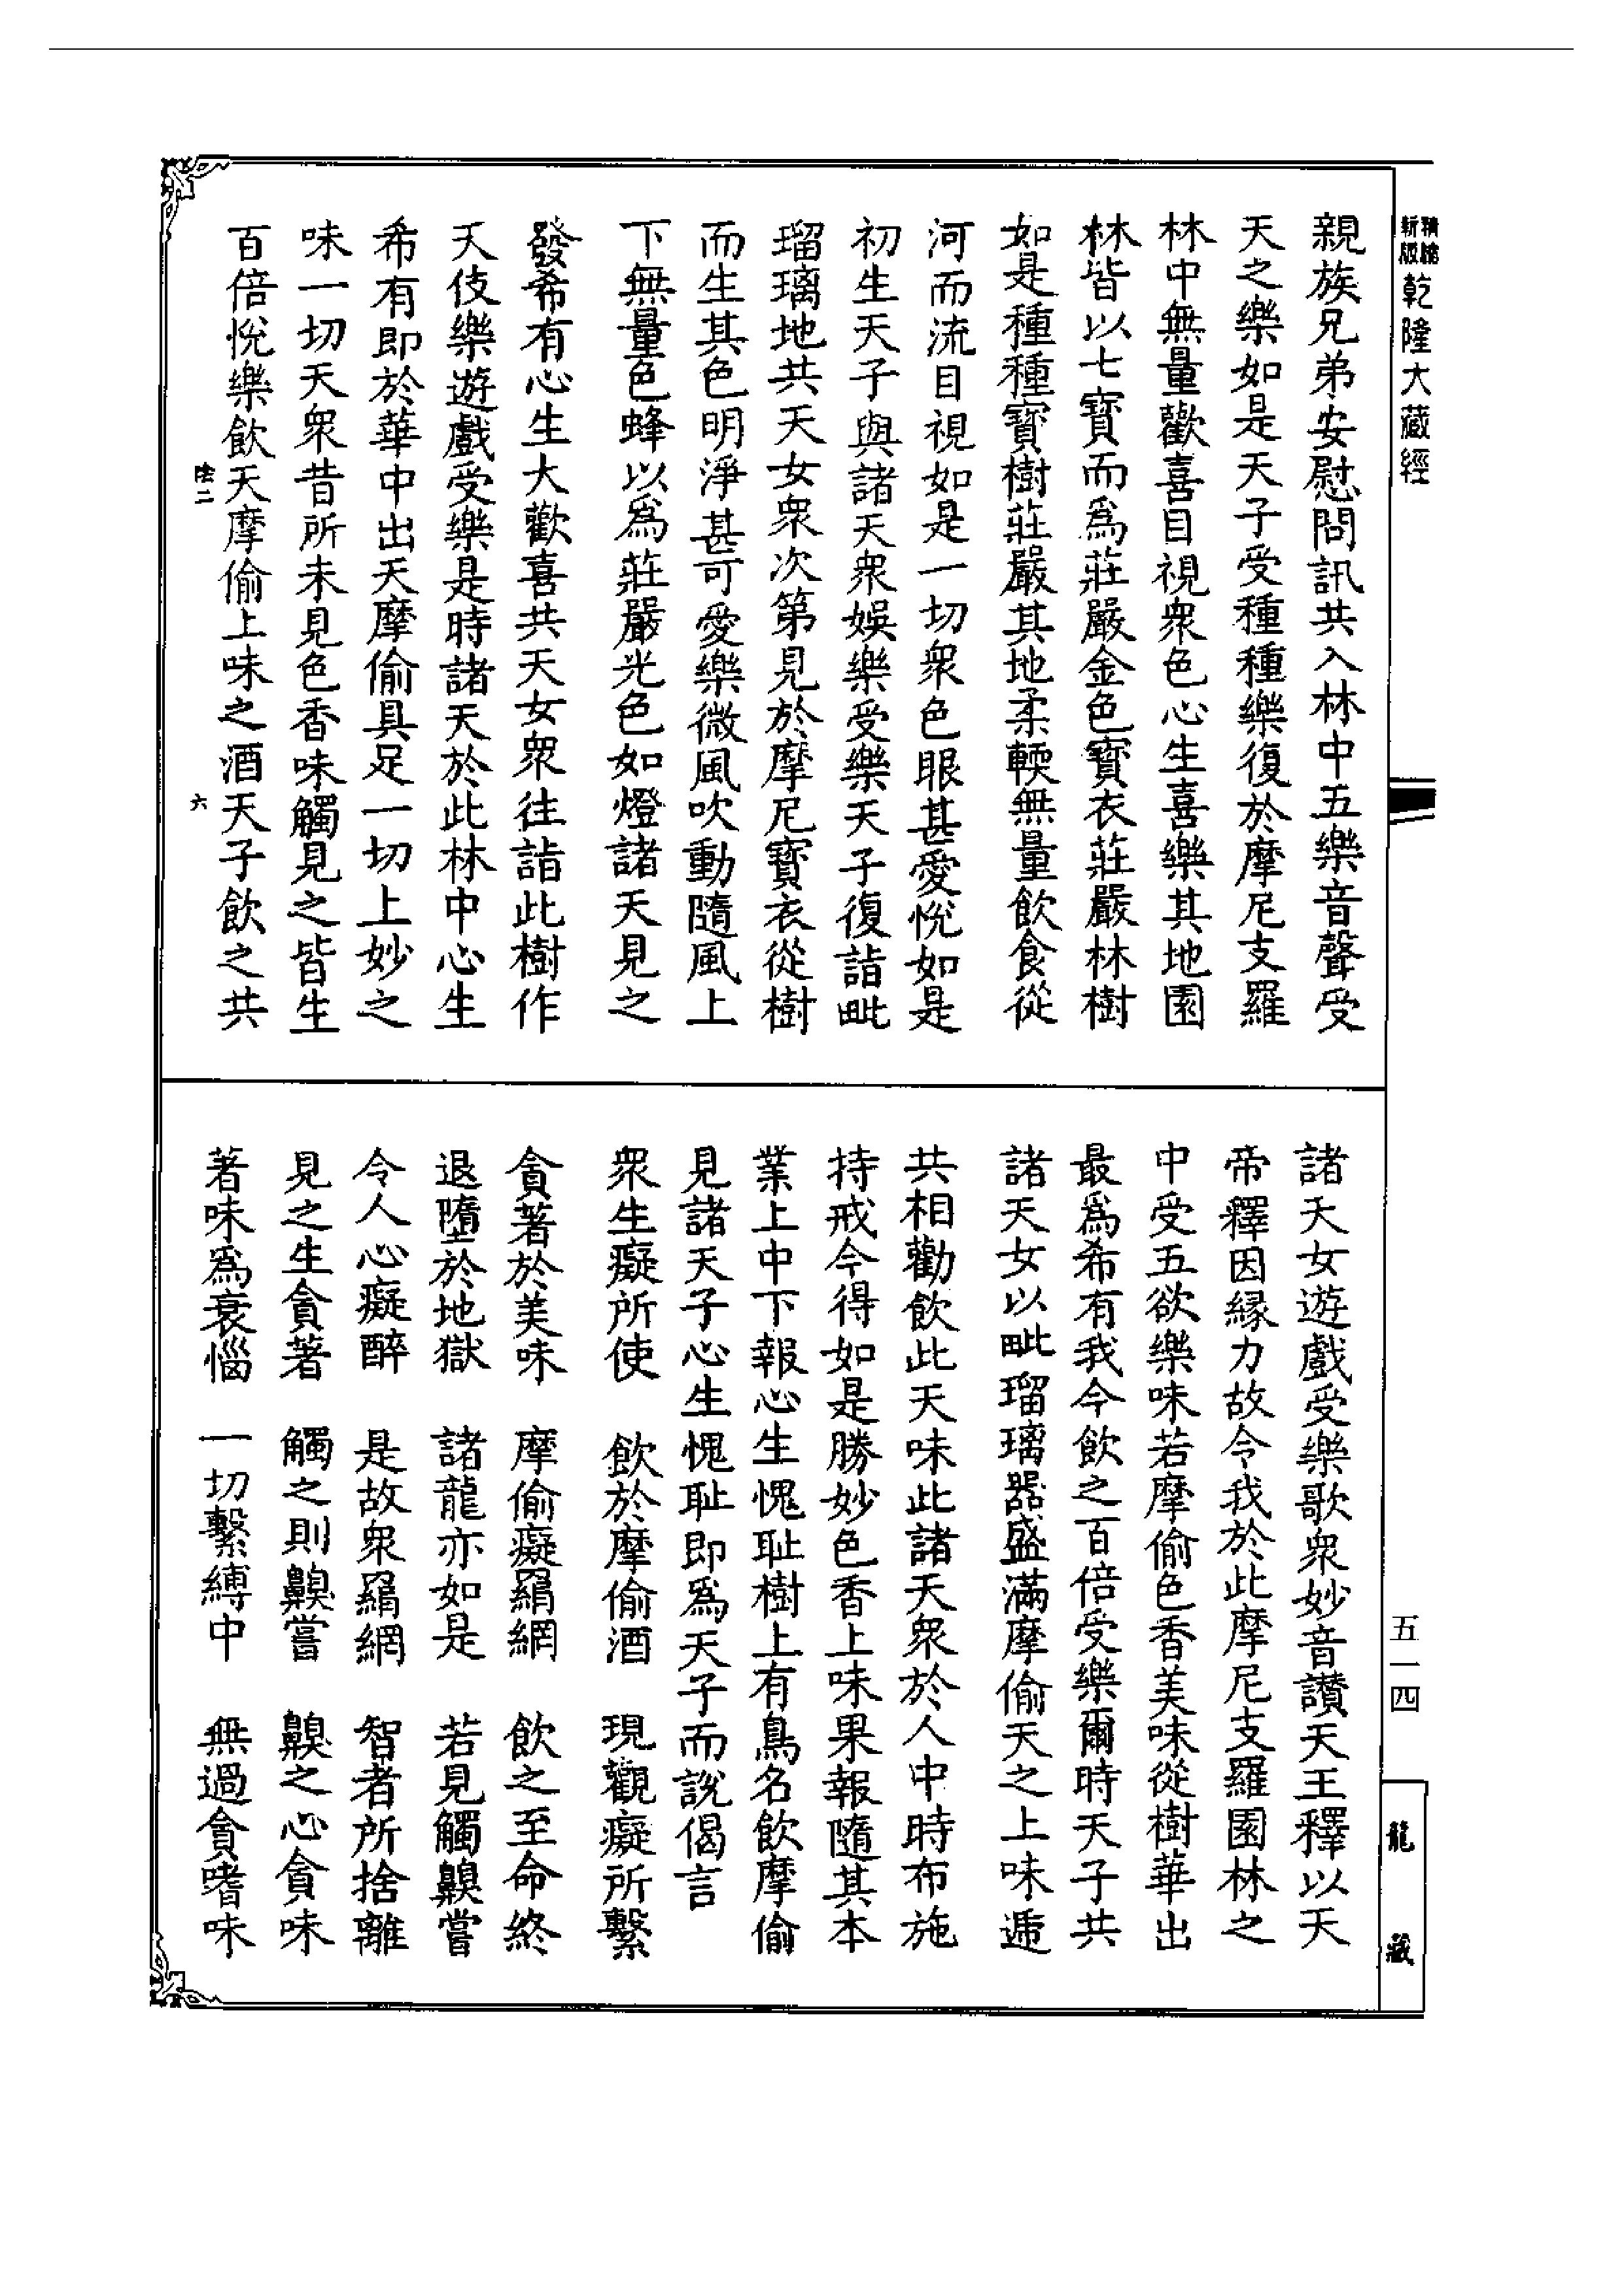 精縮新版乾隆大藏經
親族兄弟安慰問訊共入林中五樂音聲受
天之樂如是天子受種種樂復於摩尼支羅
林中無量歡喜目視衆色心生喜樂其地園
林皆以七寶而爲莊嚴金色寶衣莊嚴林樹
如是種種寶樹莊嚴其地柔輭無量飲食從
河而流目視如是一切衆色眼甚愛悅如是
初生天子與諸天衆娛樂受樂天子復詣毗
瑠璃地共天女衆次第見於摩尼寶衣從樹
而生其色明淨甚可愛樂微風吹動隨風上
下無量色蜂以爲莊嚴光色如燈諸天見之
發希有心生大歡喜共天女衆往詣此樹作
天伎樂遊戲受樂是時諸天於此林中心生
希有即於華中出天摩偷具足一切上妙之
味一切天衆昔所未見色香味觸見之皆生
百倍悅樂飲天摩偷上味之酒天子飲之共
六
諸天女遊戲受樂歌衆妙音讚天王釋以天
帝釋因緣力故令我於此摩尼支羅園林之
中受五欲樂味若摩偷色香美味從樹華出
最爲希有我今飲之百倍受樂爾時天子共
諸天女以毗瑠璃器盛滿摩偷天之上味遞
共相勸飲此天味此諸天衆於人中時布施
持戒今得如是勝妙色香上味果報隨其本
業上中下報心生愧耻樹上有鳥名飲摩偷
見諸天子心生愧耻即爲天子而說偈言
衆生癡所使　飲於摩偷酒　現觀癡所繫
貪著於美味　摩偷癡羂網　飲之至命終
退墮於地獄　諸龍亦如是　若見觸齅嘗
令人心癡醉　是故衆羂網　智者所捨離
見之生貪著　觸之則齅嘗　齅之心貪味
著味爲衰惱　一切繫縛中　無過貪嗜味
五一四
龍藏